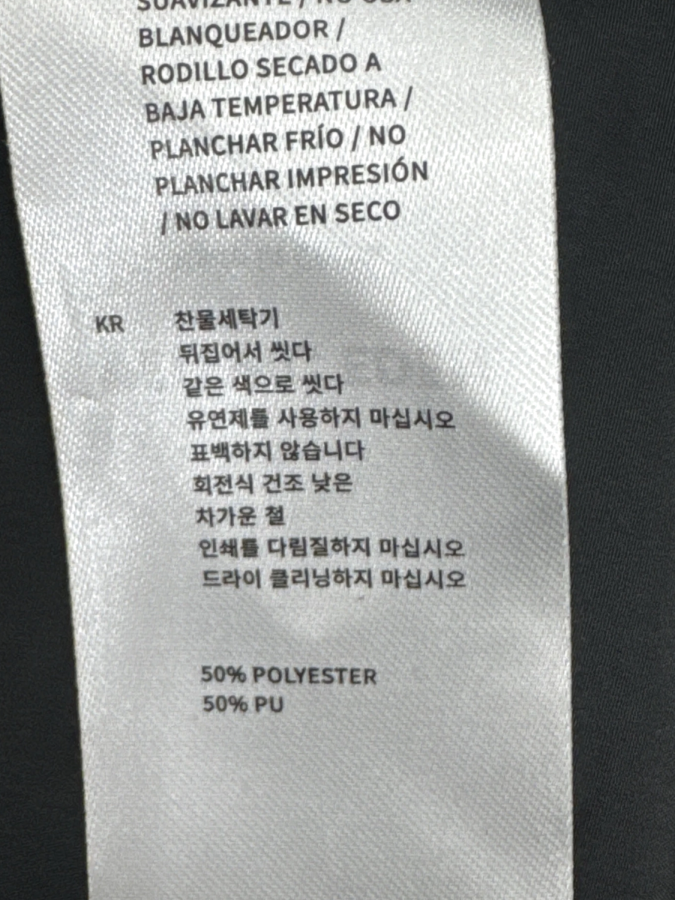 SUAVIZANTE / NO USA
BLANQUEADOR /
RODILLO SECADO A
BAJA TEMPERATURA /
PLANCHAR FRÍO / NO
PLANCHAR IMPRESIÓN
/ NO LAVAR EN SECO
KR 찬물세탁기
뒤집어서 씻다
같은 색으로 씻다
유연제를 사용하지 마십시오
표백하지 않습니다
회전식 건조 낮은
차가운 철
인쇄를 다림질하지 마십시오
드라이 클리닝하지 마십시오
50% POLYESTER
50% PU